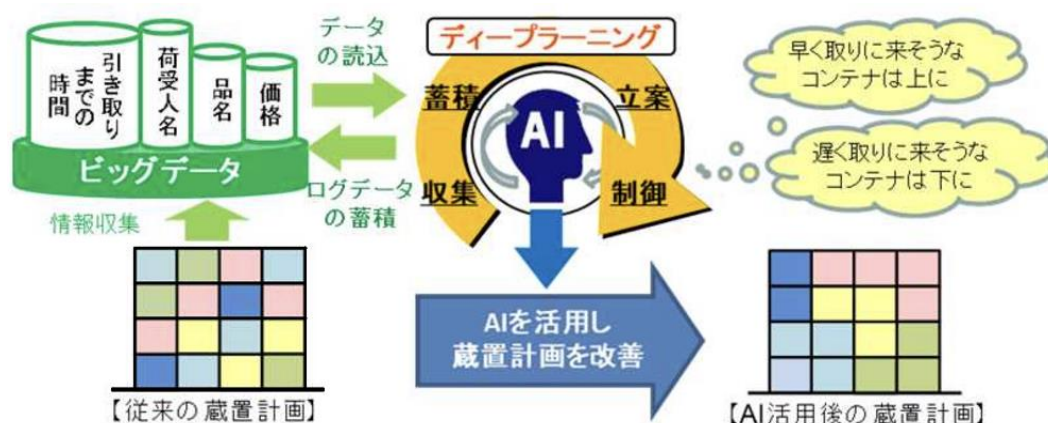 引き取り
までの
時間
荷受人名
品名
価格
ビッグデータ
情報収集
データ
の読込
ログデータ
の蓄積
ディープラーニング
蓄積
立案
AI
収集
制御
早く取りに来そうな
コンテナは上に
遅く取りに来そうな
コンテナは下に
AIを活用し
蔵置計画を改善
【従来の蔵置計画】
【AI活用後の蔵置計画】